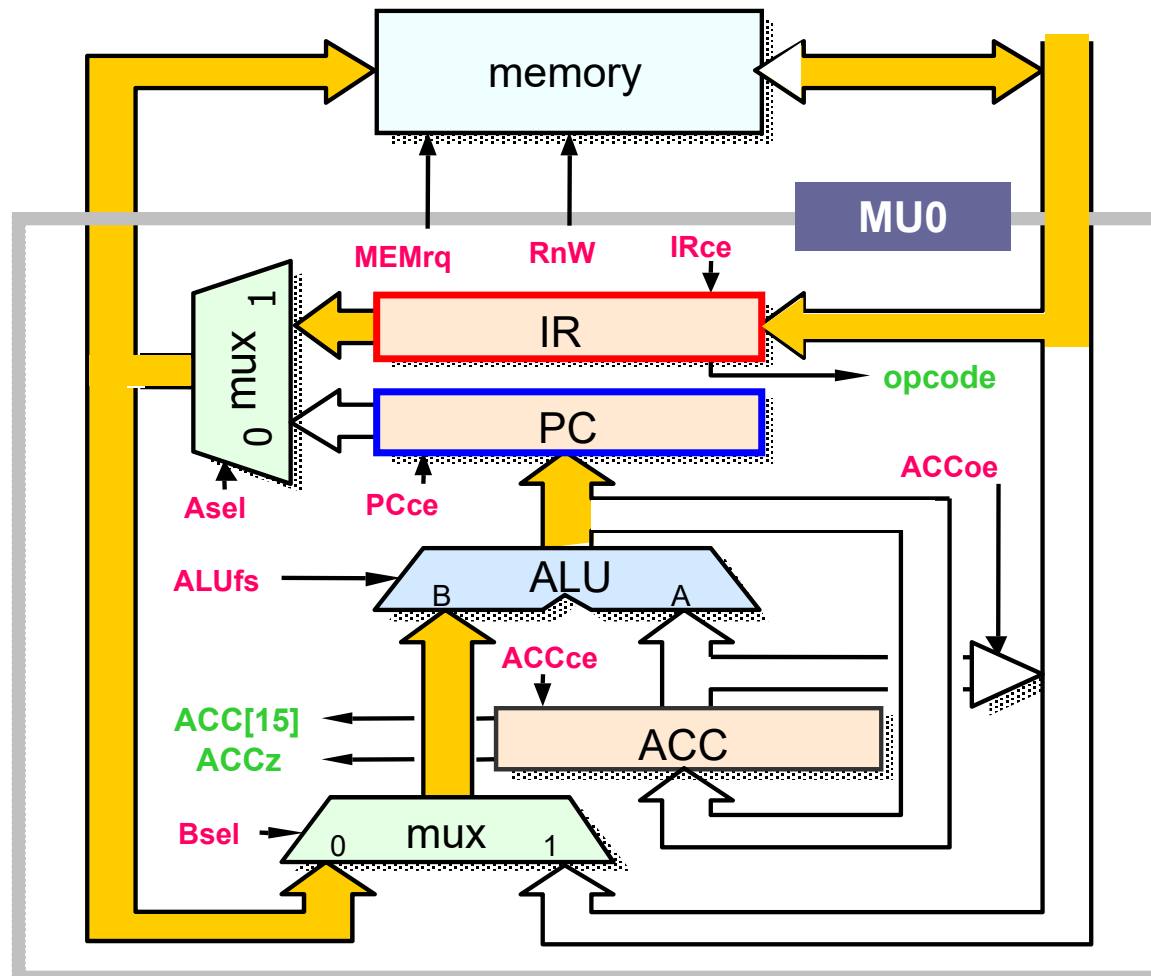 memory
MU0
MEMrq
RnW
IRce
mux
1
0
IR
opcode
PC
Asel
PCce
ACCoe
ALUfs
ALU
B
A
ACCce
ACC[15]
ACCz
ACC
Bsel
mux
0
1